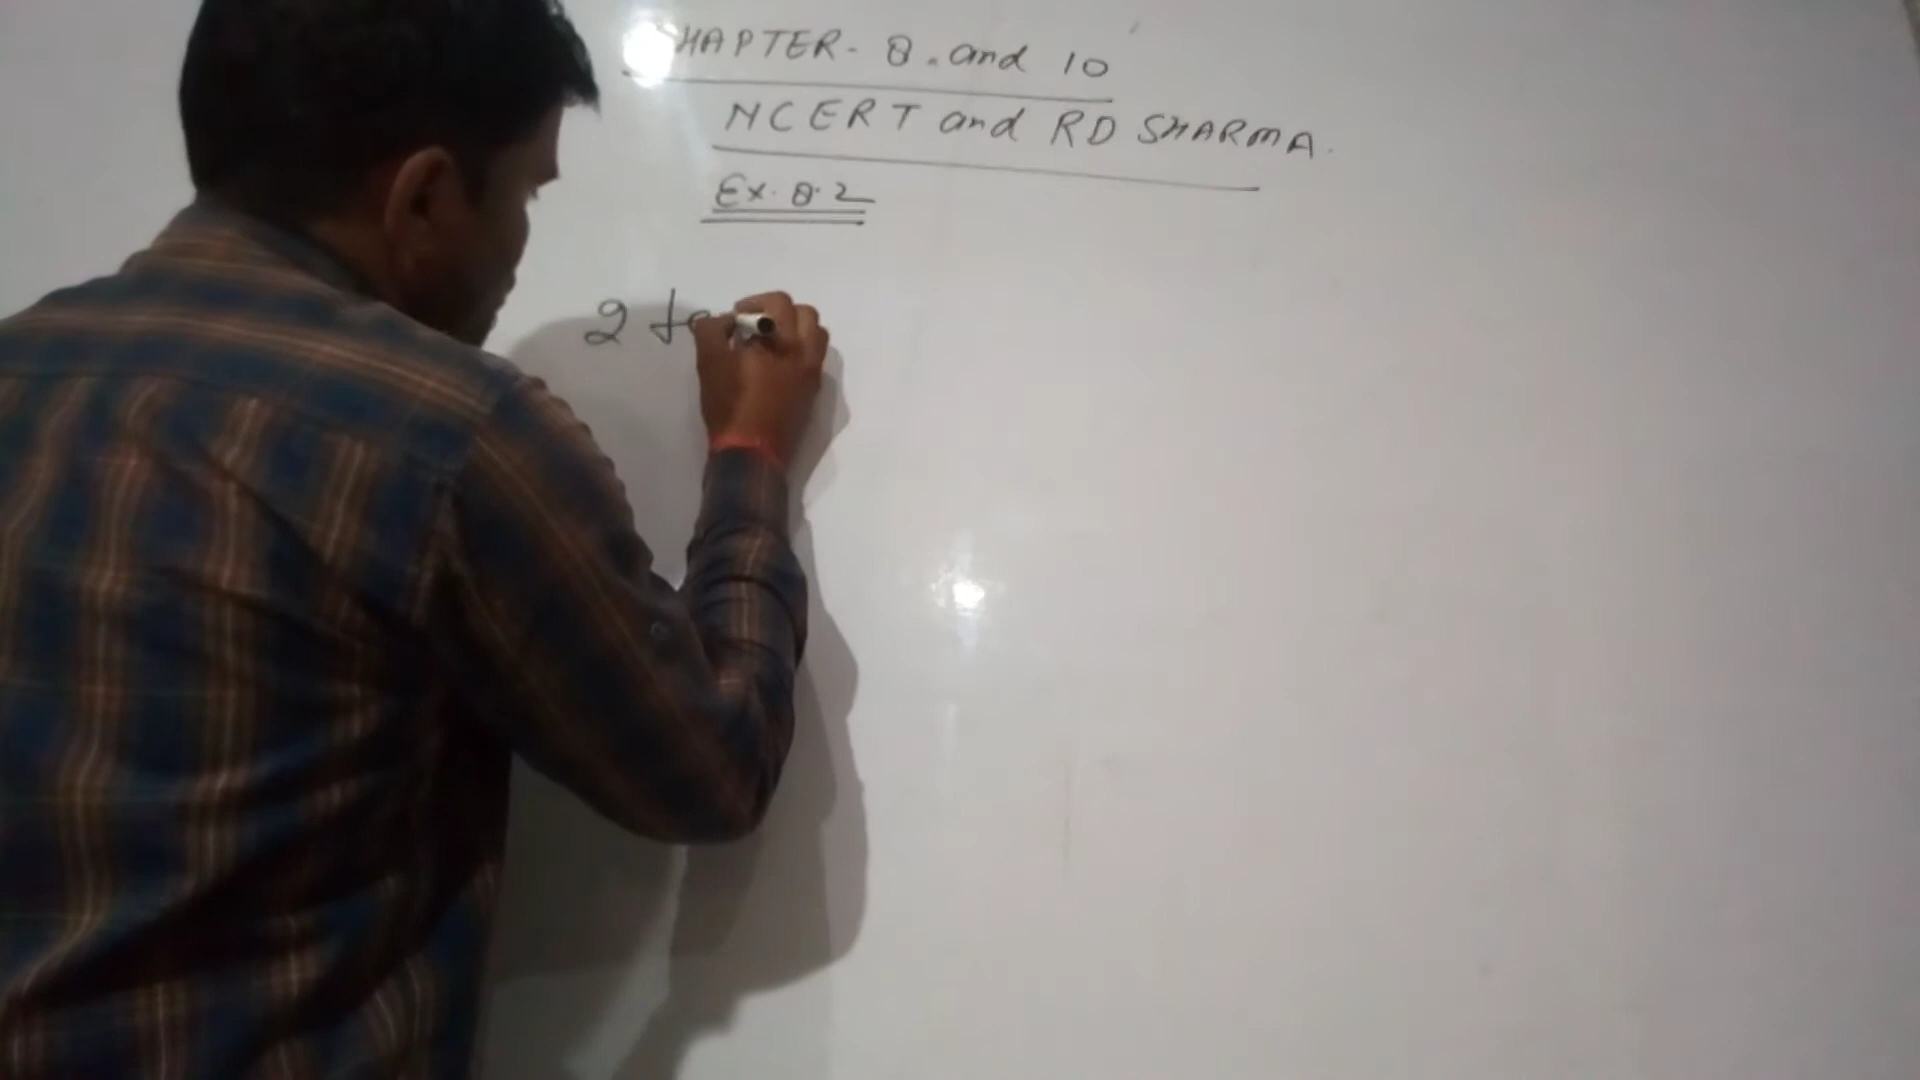 CHAPTER - 8. and 10
NCERT and RD SHARMA.
Ex. 8.2
2